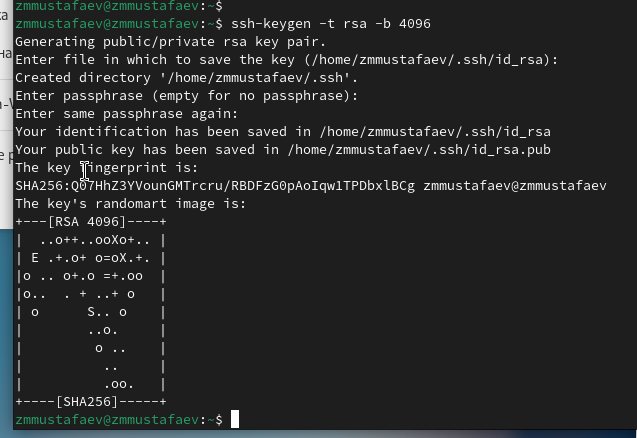 zmmustafaev@zmmustafaev:~$
zmmustafaev@zmmustafaev:~$ ssh-keygen -t rsa -b 4096
Generating public/private rsa key pair.
Enter file in which to save the key (/home/zmmustafaev/.ssh/id_rsa):
Created directory '/home/zmmustafaev/.ssh'.
Enter passphrase (empty for no passphrase):
Enter same passphrase again:
Your identification has been saved in /home/zmmustafaev/.ssh/id_rsa
Your public key has been saved in /home/zmmustafaev/.ssh/id_rsa.pub
The key fingerprint is:
SHA256:Q07HhZ3YVounGMTrcru/RBDFzG0pAoIqw1TPDbxlBCg zmmustafaev@zmmustafaev
The key's randomart image is:
+---[RSA 4096]----+
|  ..o++..ooXo+.. |
| E .+.o+ o=oX.+. |
|o .. o+.o =+.oo  |
|o..  . + ..+ o   |
| o      S.. o    |
|        ..o.     |
|         o ..    |
|          ..     |
|          .oo.   |
+----[SHA256]-----+
zmmustafaev@zmmustafaev:~$